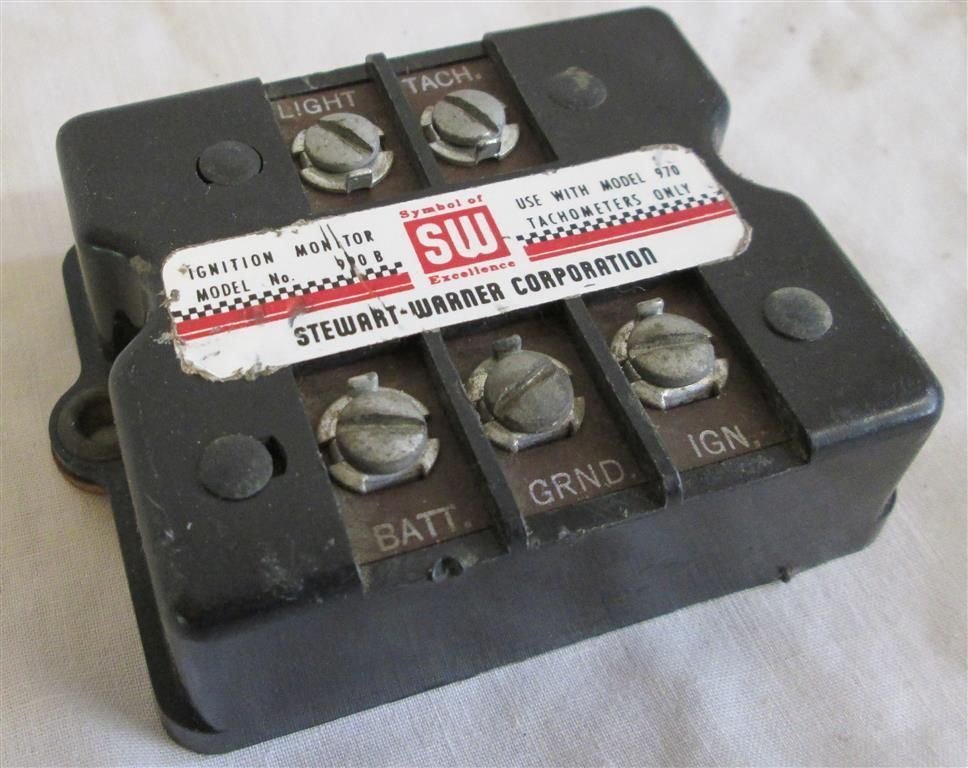 LIGHT
TACH.
IGNITION MONITOR
MODEL No. 970 B
Symbol of
SW
Excellence
USE WITH MODEL 970
TACHOMETERS ONLY
STEWART-WARNER CORPORATION
BATT.
GRND.
IGN.